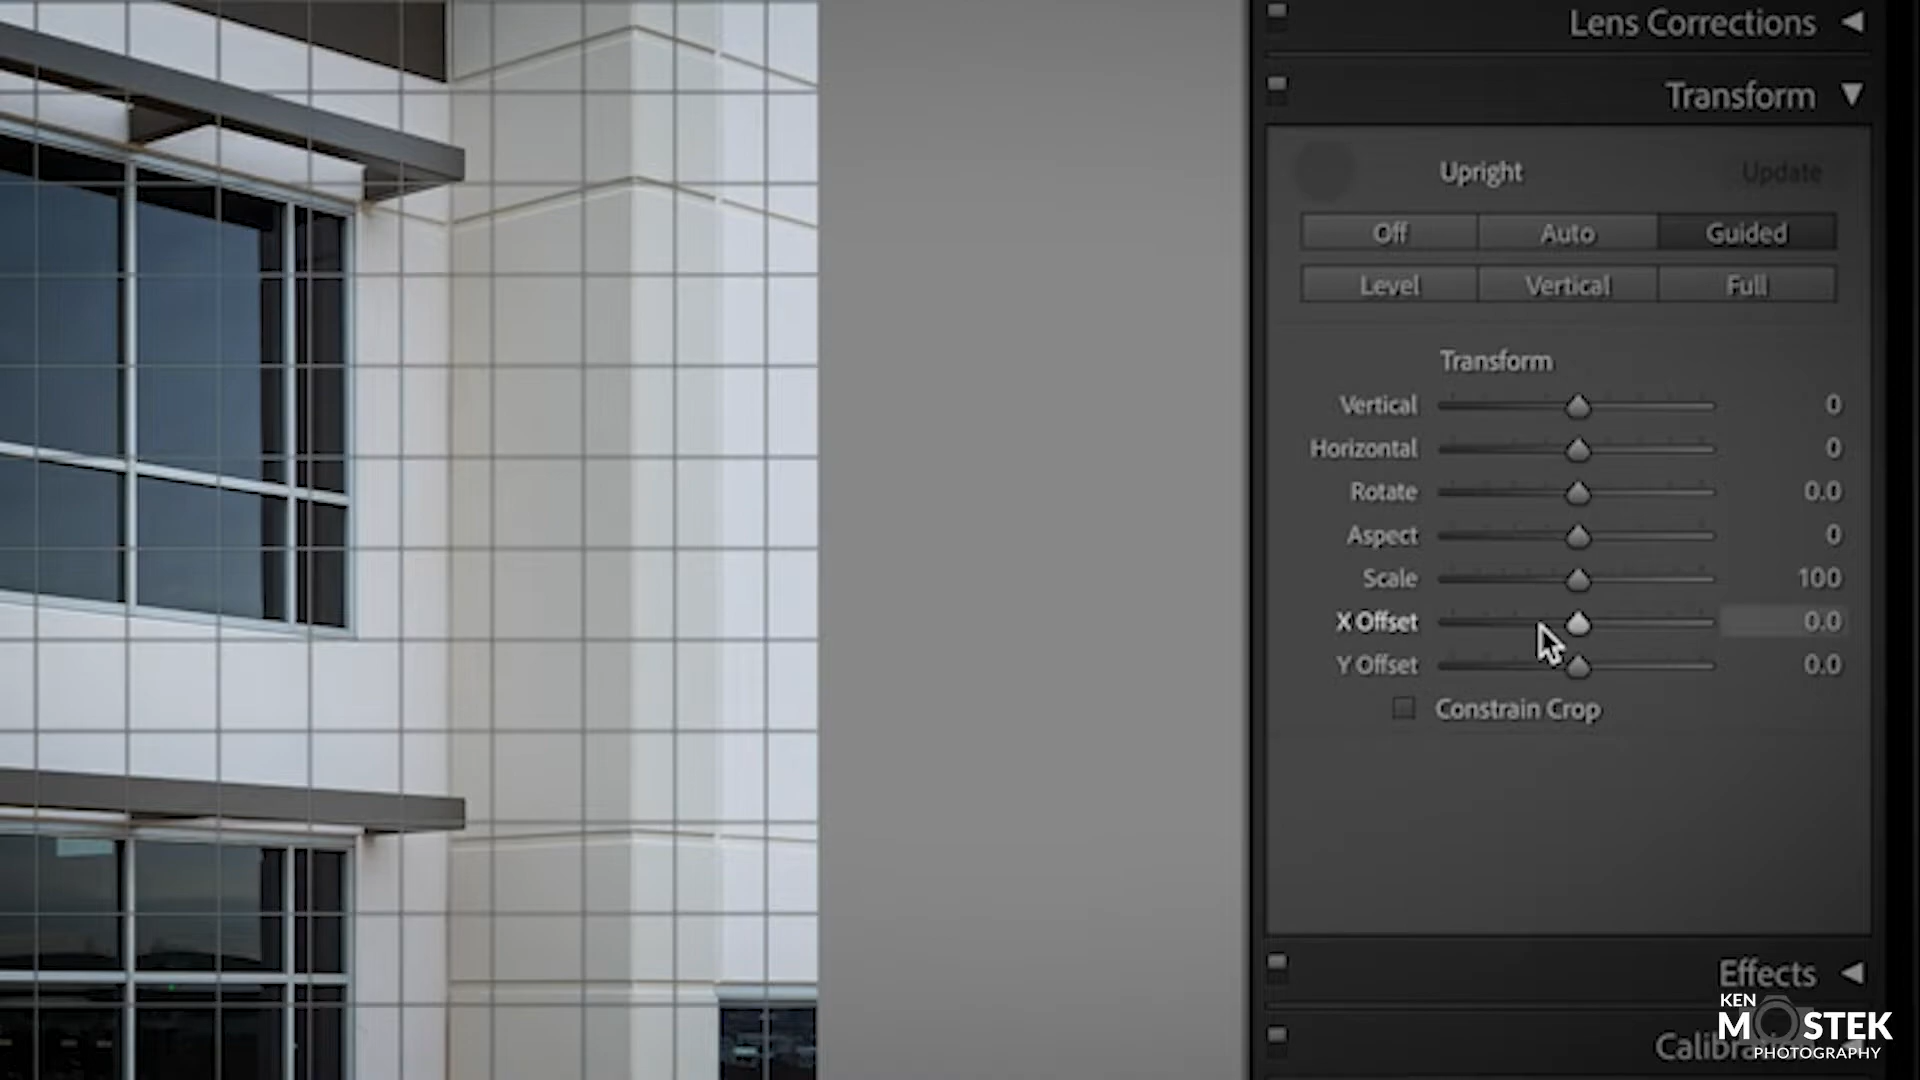 Lens Corrections
Transform
Upright Update
Off Auto Guided
Level Vertical Full
Transform
Vertical 0
Horizontal 0
Rotate 0.0
Aspect 0
Scale 100
X Offset 0.0
Y Offset 0.0
Constrain Crop
Effects
KEN
MOSTEK
PHOTOGRAPHY